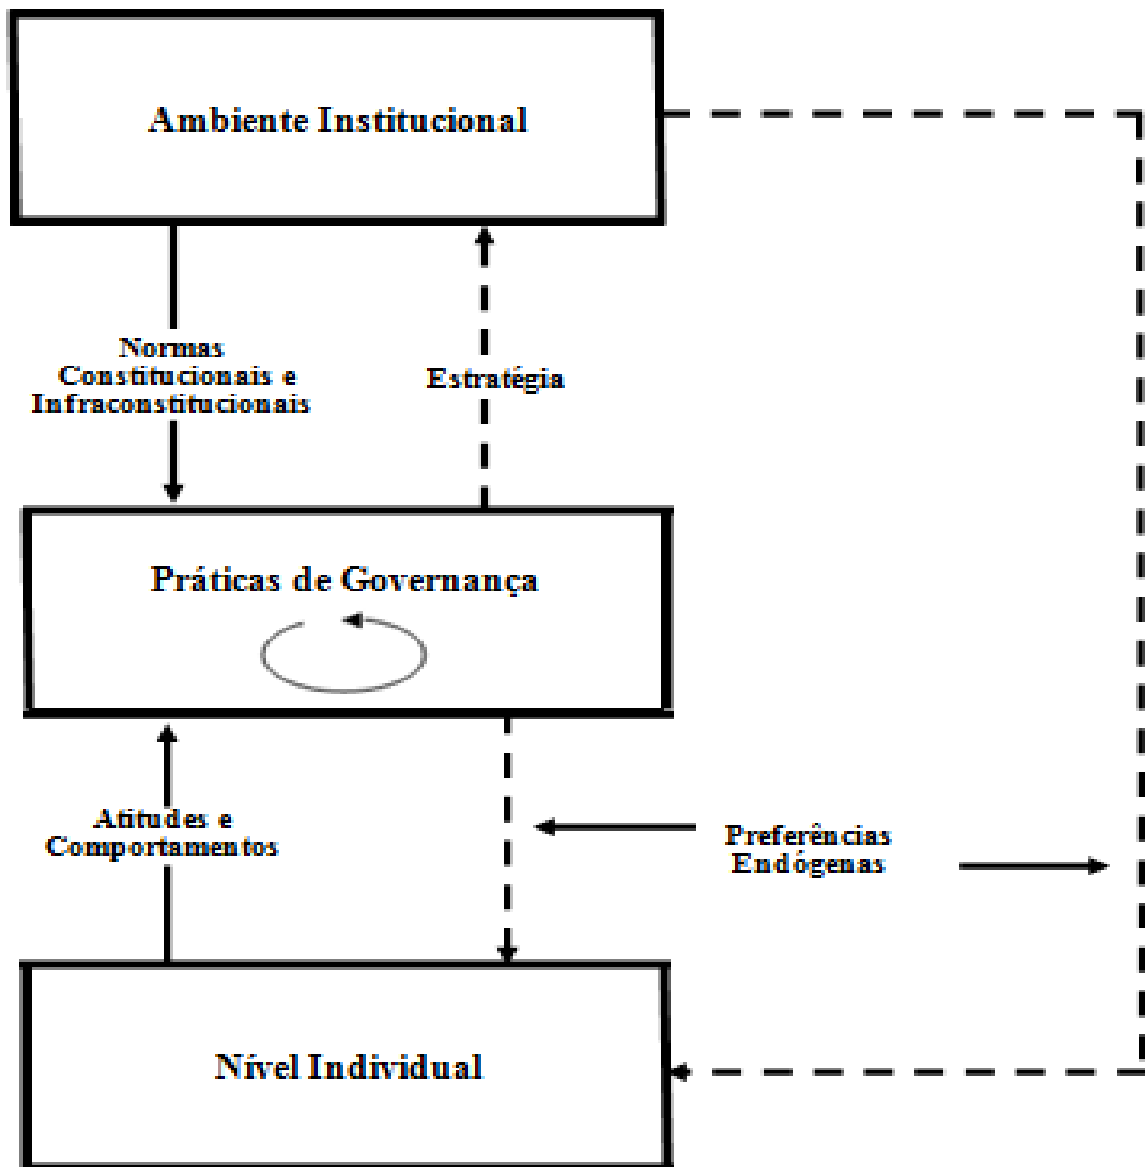 Ambiente Institucional
Normas
Constitucionais e
Infraconstitucionais
Estratégia
Práticas de Governança
Atitudes e
Comportamentos
Preferências
Endógenas
Nível Individual